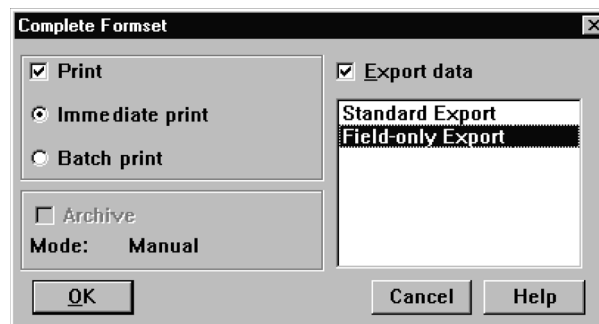 Complete Formset
Print
Immediate print
Batch print
Archive
Mode: Manual
Export data
Standard Export
Field-only Export
OK
Cancel
Help